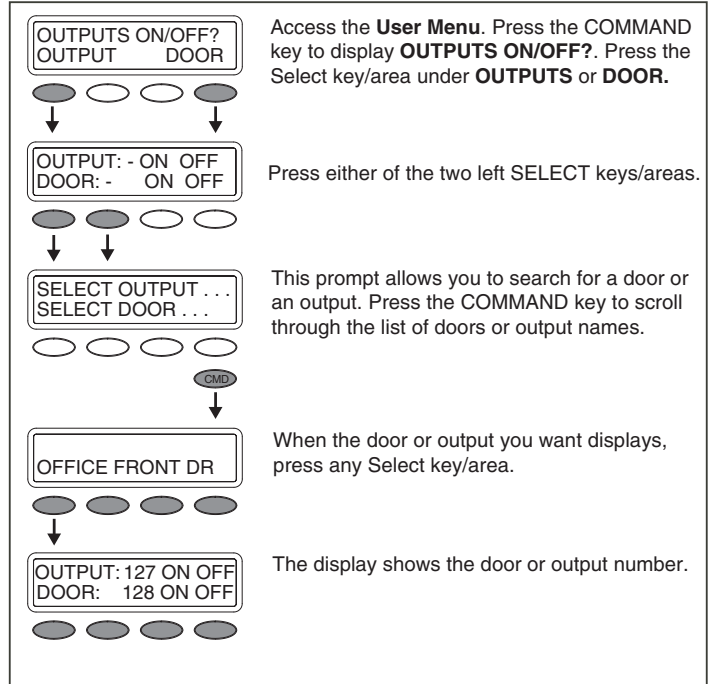 OUTPUTS ON/OFF?
OUTPUT DOOR
Access the User Menu. Press the COMMAND
key to display OUTPUTS ON/OFF?. Press the
Select key/area under OUTPUTS or DOOR.
OUTPUT: - ON OFF
DOOR: - ON OFF
Press either of the two left SELECT keys/areas.
SELECT OUTPUT . . .
SELECT DOOR . . .
This prompt allows you to search for a door or
an output. Press the COMMAND key to scroll
through the list of doors or output names.
CMD
OFFICE FRONT DR
When the door or output you want displays,
press any Select key/area.
OUTPUT: 127 ON OFF
DOOR: 128 ON OFF
The display shows the door or output number.